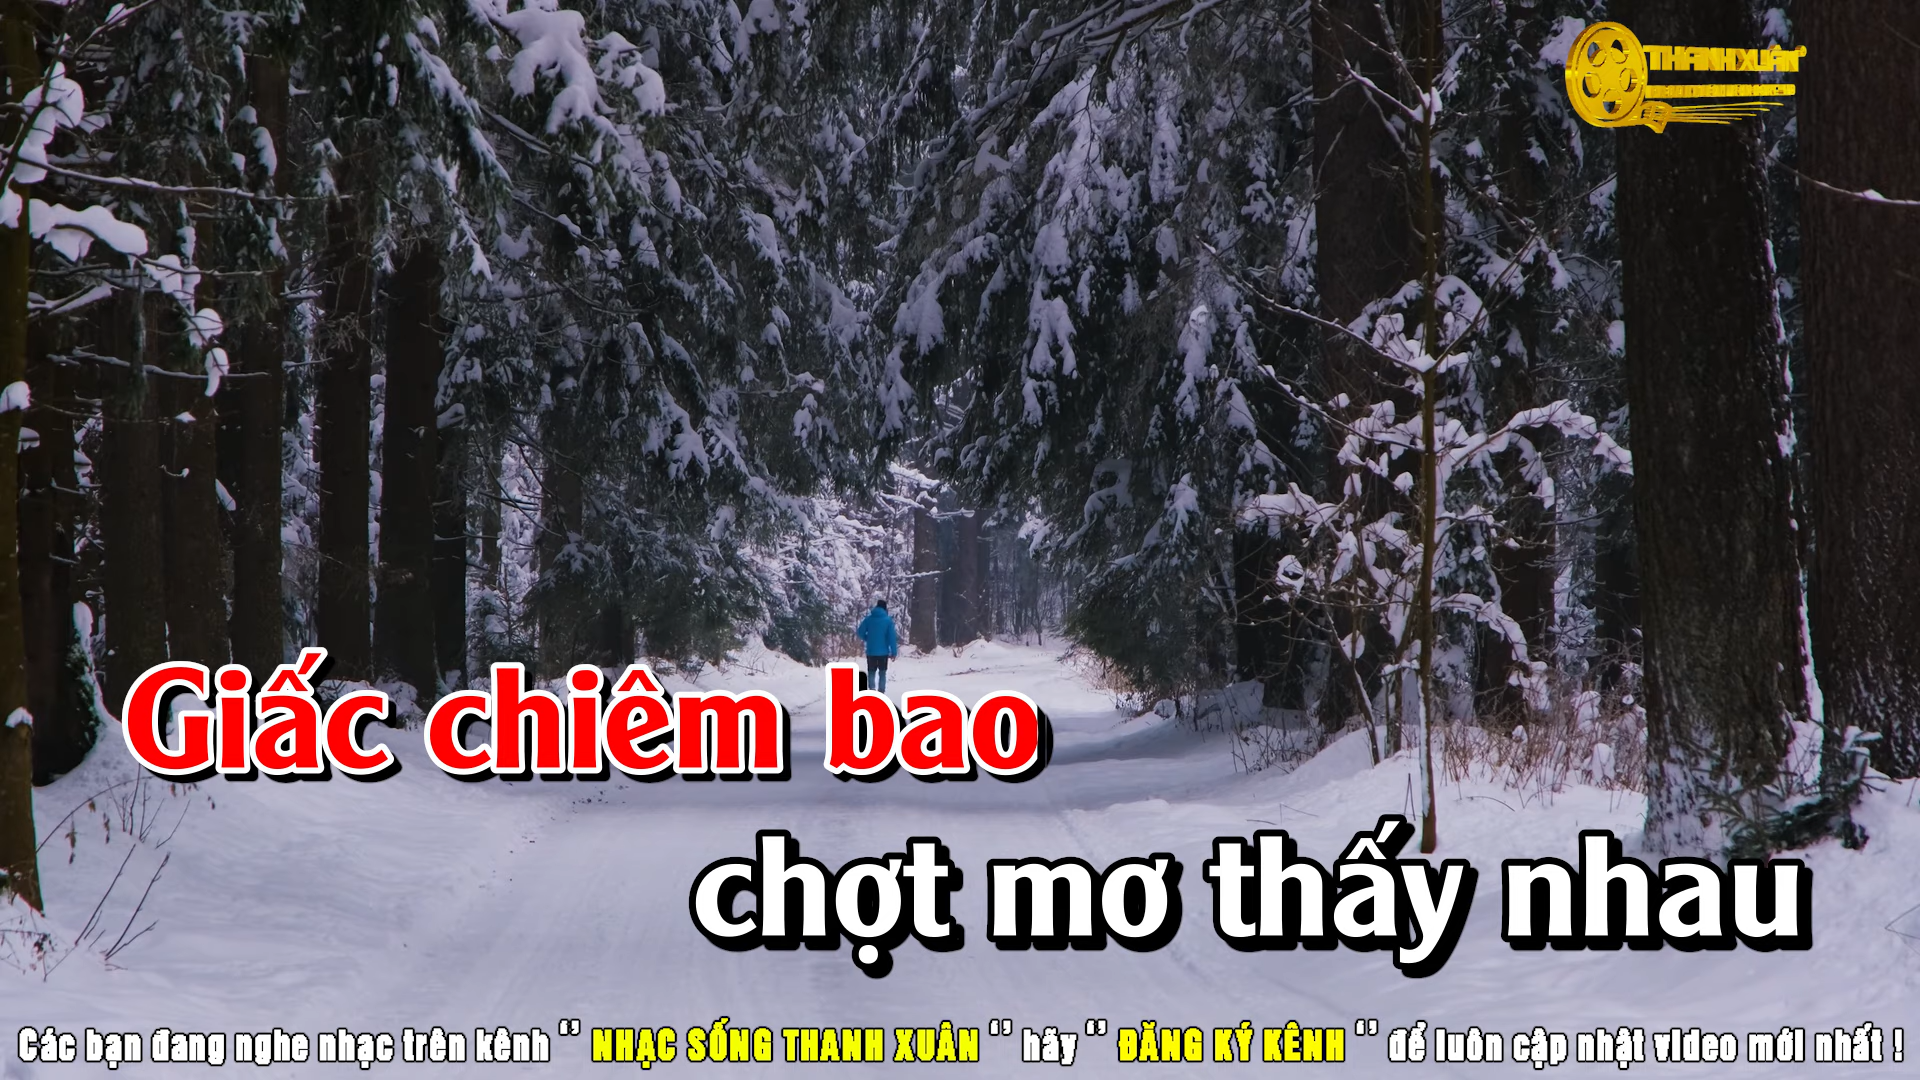 THANHXUÂN
Giấc chiêm bao
chợt mơ thấy nhau
Các bạn đang nghe nhạc trên kênh “ NHẠC SỐNG THANH XUÂN “ hãy “ ĐĂNG KÝ KÊNH “ để luôn cập nhật video mới nhất !